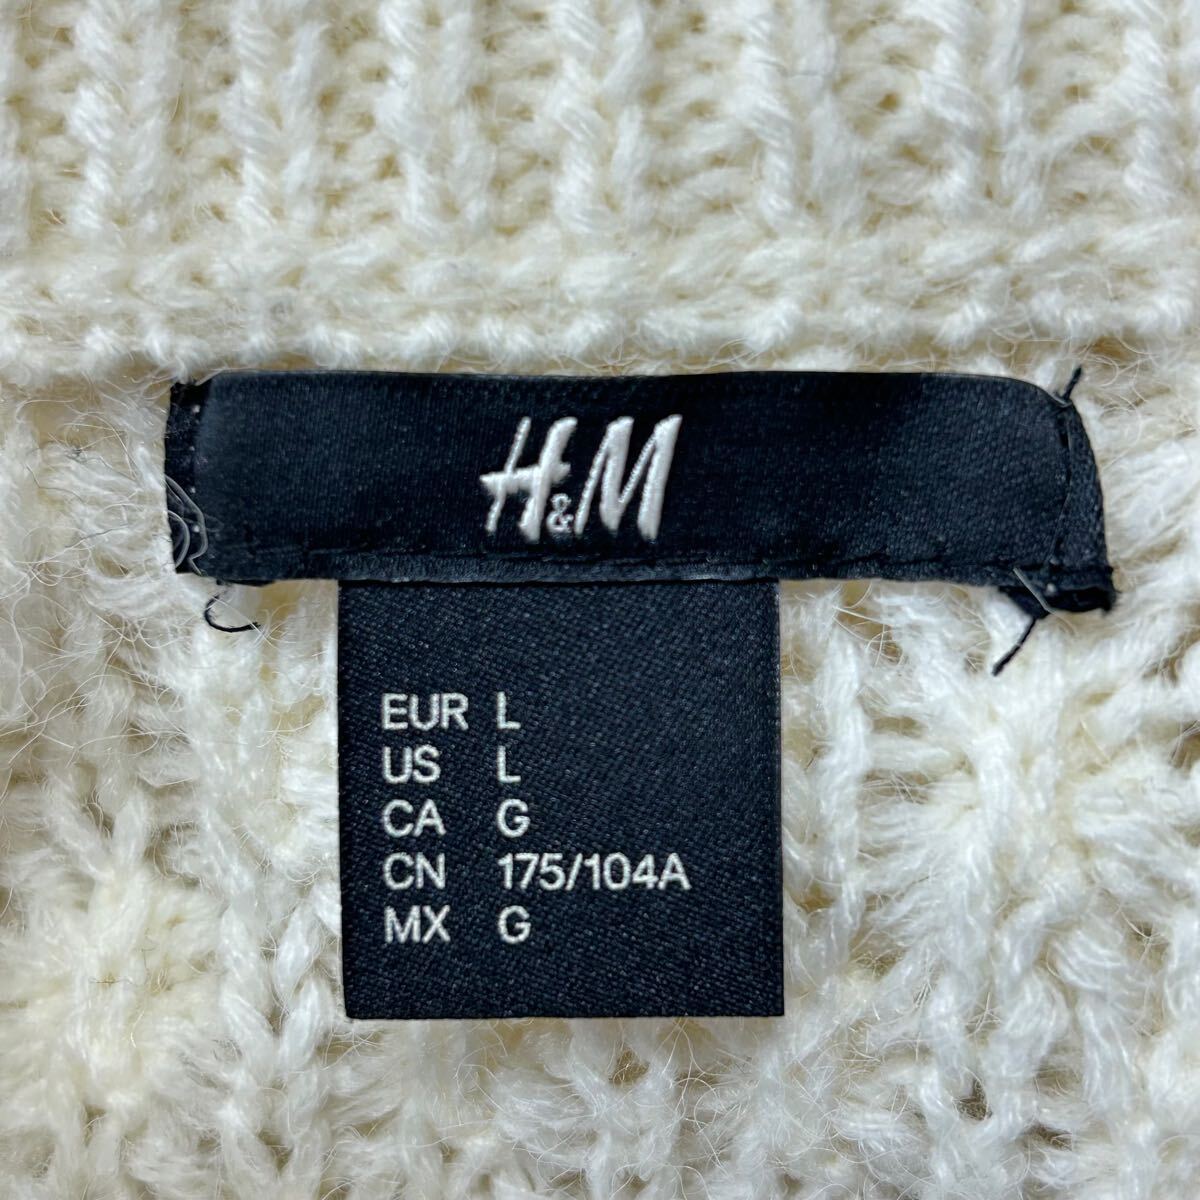 H&M
EUR L
US L
CA G
CN 175/104A
MX G